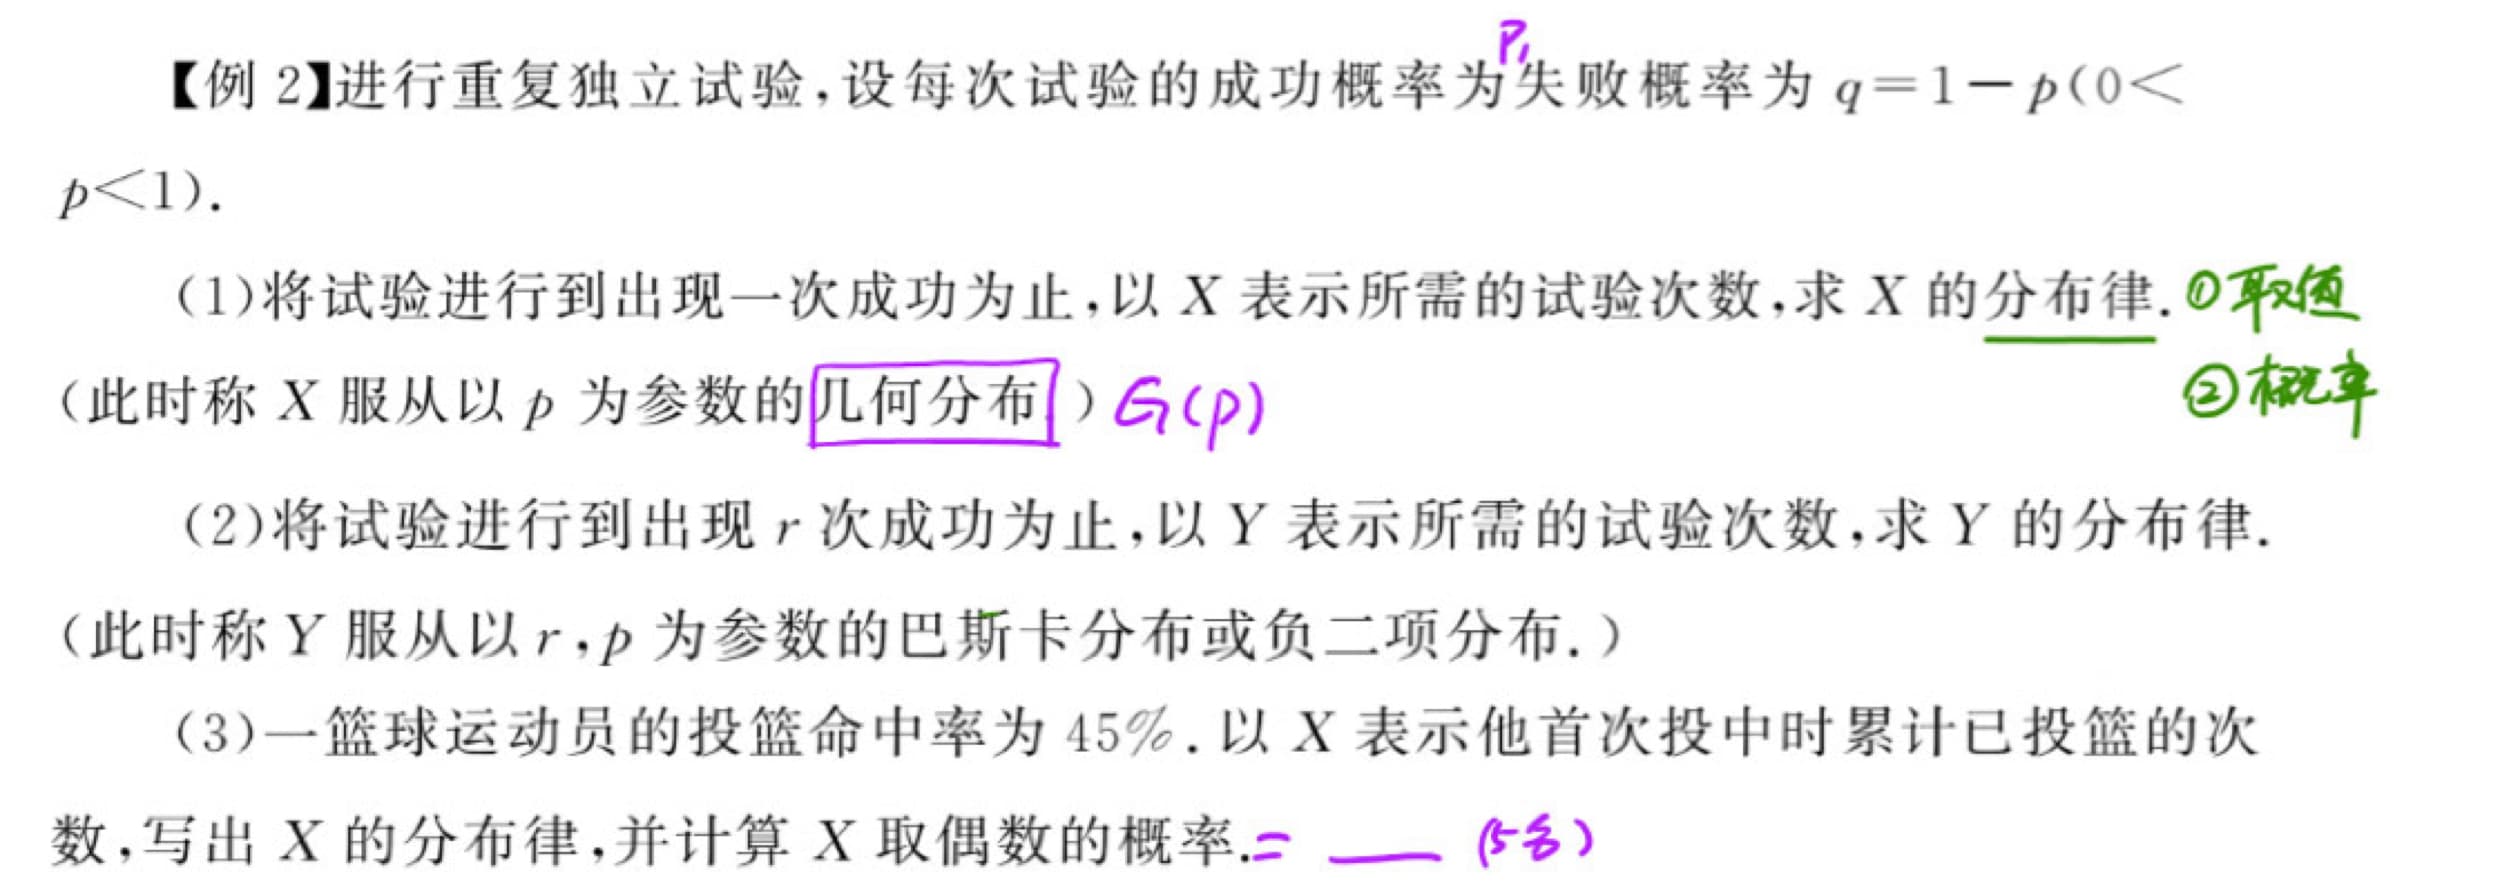 P,
【例 2】进行重复独立试验,设每次试验的成功概率为失败概率为 q=1-p(0<
p<1).
(1)将试验进行到出现一次成功为止,以 X 表示所需的试验次数,求 X 的分布律. ①取值
(此时称 X 服从以 p 为参数的几何分布.) G(p) ②概率
(2)将试验进行到出现 r 次成功为止,以 Y 表示所需的试验次数,求 Y 的分布律.
(此时称 Y 服从以 r,p 为参数的巴斯卡分布或负二项分布.)
(3)一篮球运动员的投篮命中率为 45%.以 X 表示他首次投中时累计已投篮的次
数,写出 X 的分布律,并计算 X 取偶数的概率.= __ (5分)